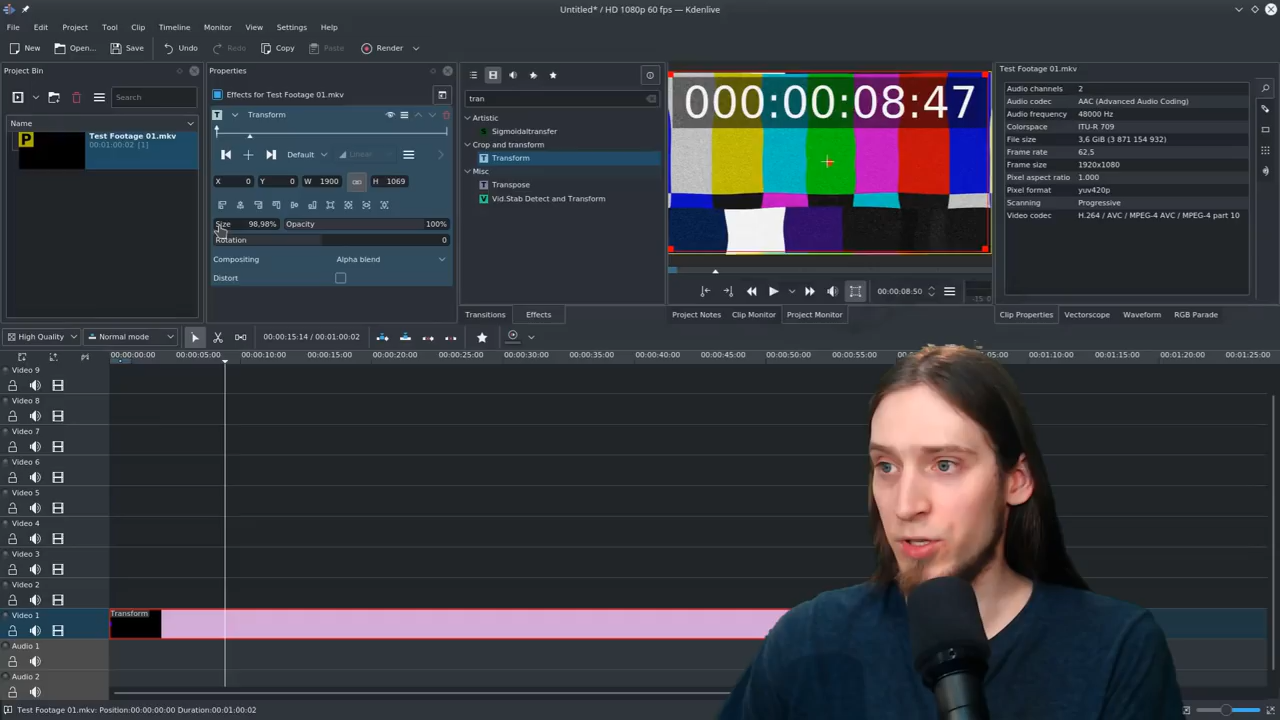 Untitled* / HD 1080p 60 fps — Kdenlive
File Edit Project Tool Clip Timeline Monitor View Settings Help
New Open... Save Undo Redo Copy Paste Render
Project Bin
Search
Name
Test Footage 01.mkv
00:01:00:02 [1]
Properties
Effects for Test Footage 01.mkv
Transform
Default Linear
X 0 Y 0 W 1900 H 1069
Size 98,98% Opacity 100%
Rotation 0
Compositing Alpha blend
Distort
tran
Artistic
Sigmoidaltransfer
Crop and transform
Transform
Misc
Transpose
Vid.Stab Detect and Transform
Transitions Effects
000:00:08:47
00:00:08:50
-15 0
Project Notes Clip Monitor Project Monitor
Test Footage 01.mkv
Audio channels 2
Audio codec AAC (Advanced Audio Coding)
Audio frequency 48000 Hz
Colorspace ITU-R 709
File size 3,6 GiB (3 871 154 932)
Frame rate 62,5
Frame size 1920x1080
Pixel aspect ratio 1.000
Pixel format yuv420p
Scanning Progressive
Video codec H.264 / AVC / MPEG-4 AVC / MPEG-4 part 10
Clip Properties Vectorscope Waveform RGB Parade
High Quality Normal mode 00:00:15:14 / 00:01:00:02
00:00:00:00 00:00:05:00 00:00:10:00 00:00:15:00 00:00:20:00 00:00:25:00 00:00:30:00 00:00:35:00 00:00:40:00 00:00:45:00 00:00:50:00 00:00:55:00 00:01:10:00 00:01:15:00 00:01:20:00 00:01:25:00
Video 9
Video 8
Video 7
Video 6
Video 5
Video 4
Video 3
Video 2
Video 1
Transform
Audio 1
Audio 2
Test Footage 01.mkv: Position:00:00:00:00 Duration:00:01:00:02